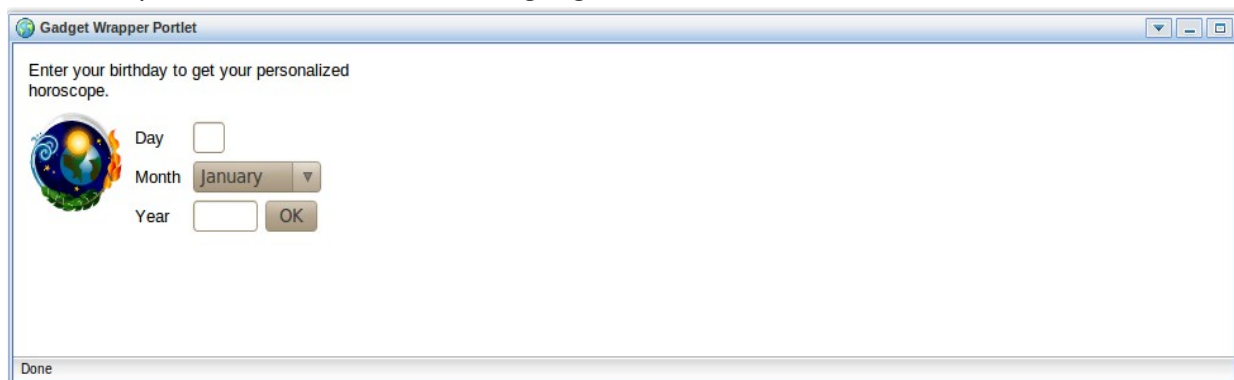 Gadget Wrapper Portlet
Enter your birthday to get your personalized
horoscope.
Day
Month January
Year OK
Done